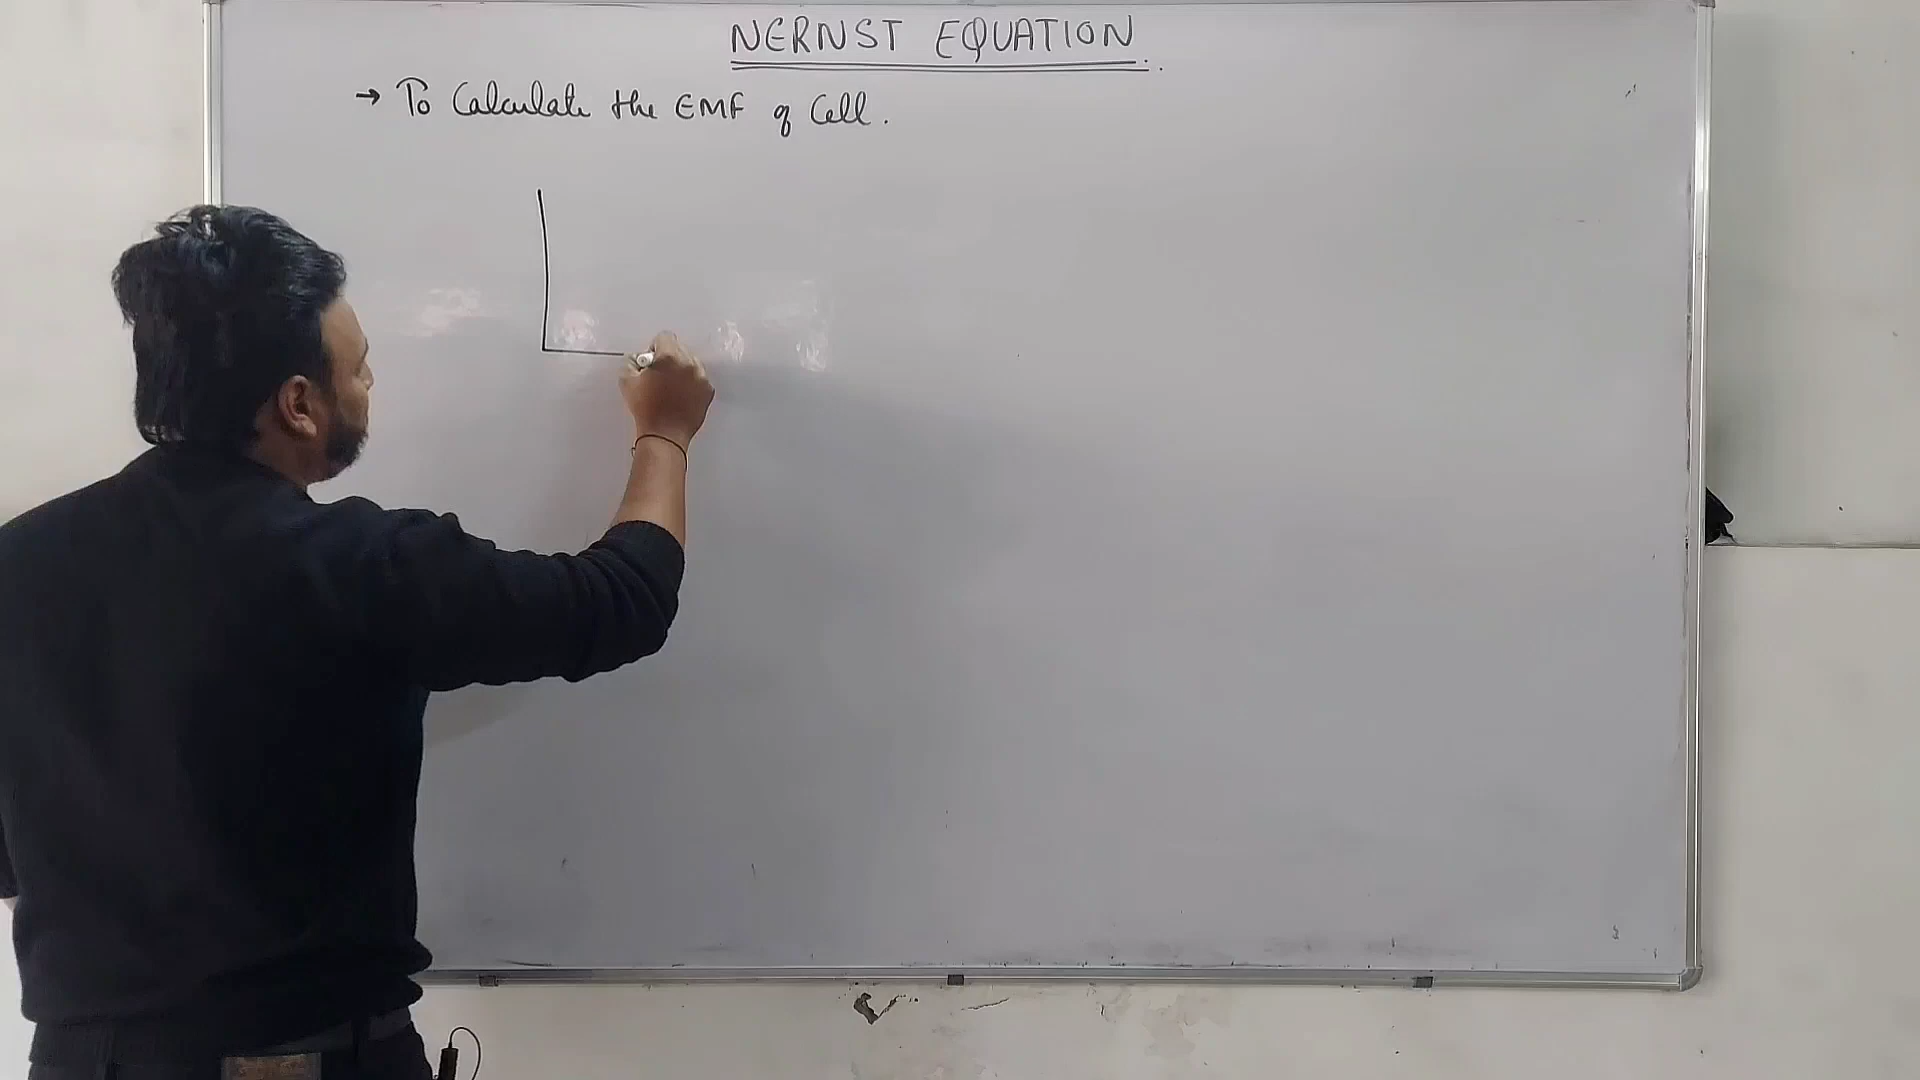 NERNST EQUATION
→ To Calculate the EMF of Cell.